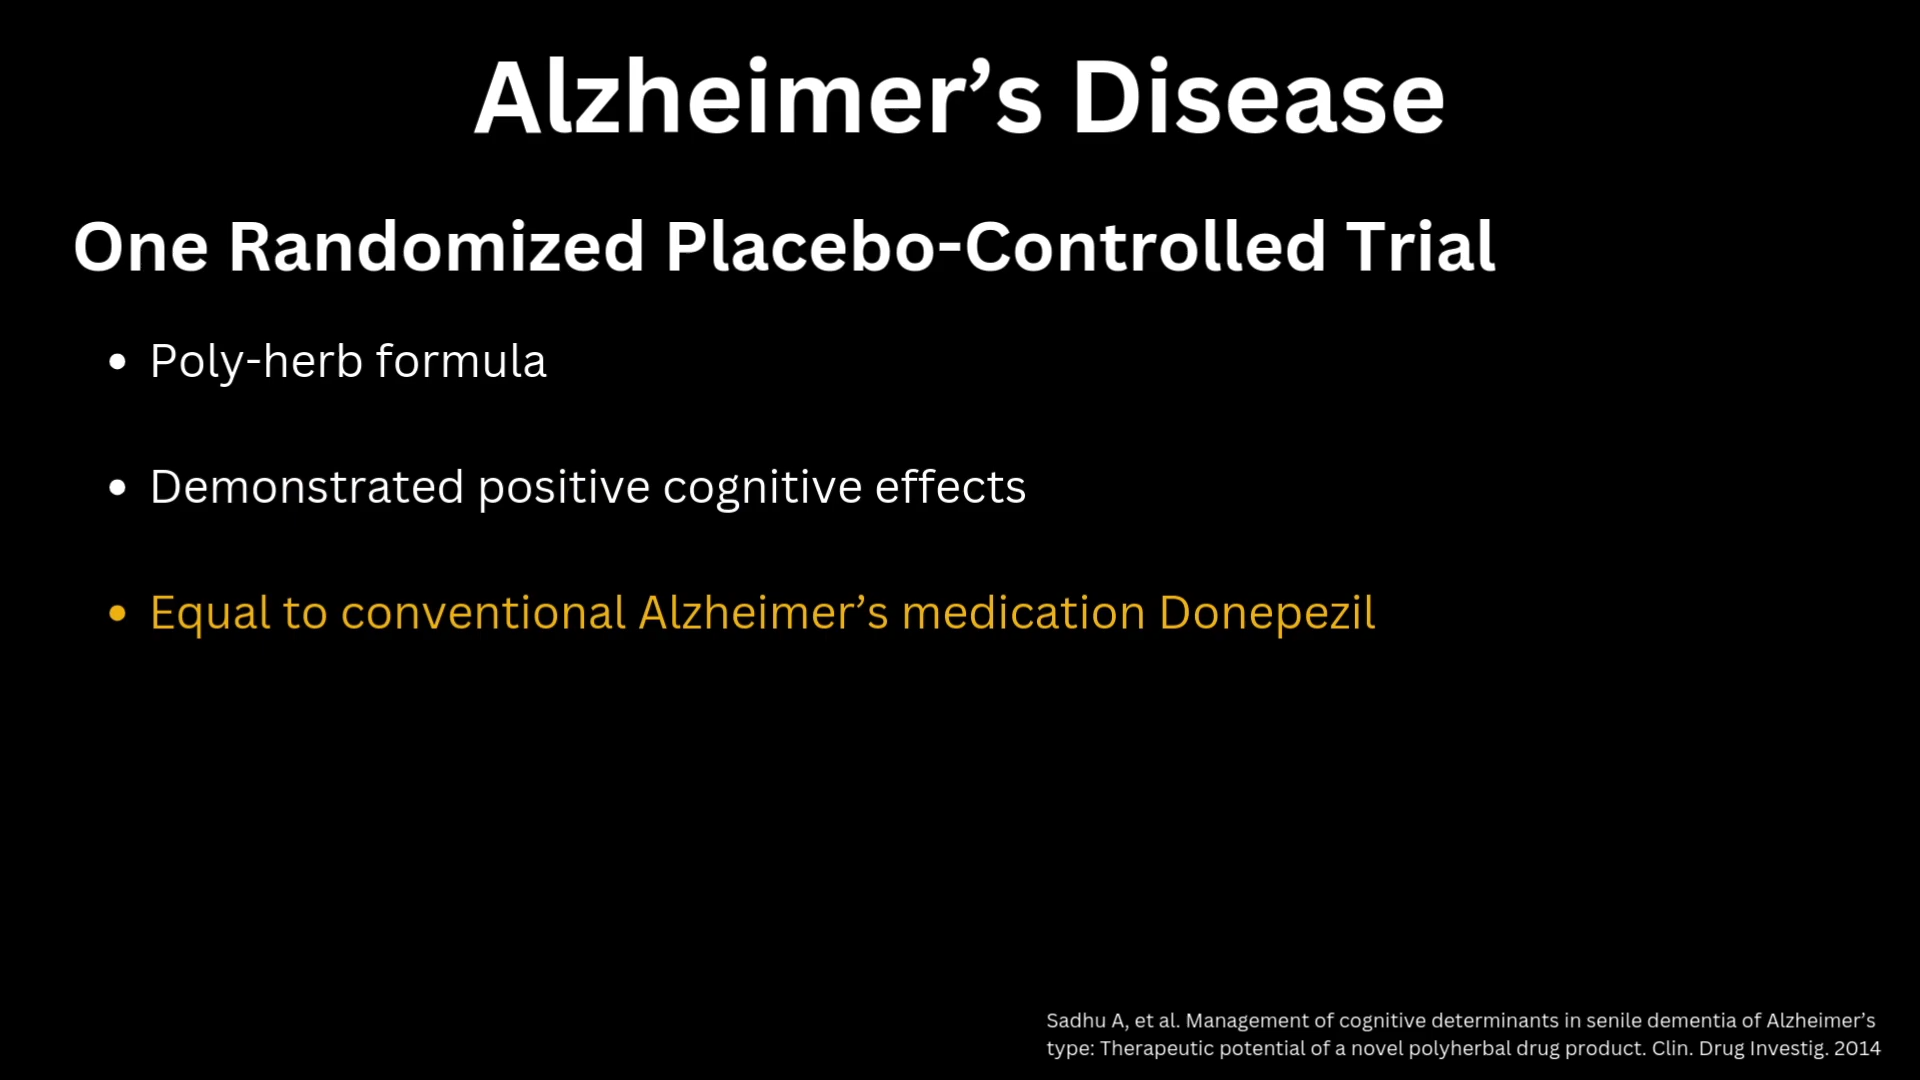 Alzheimer’s Disease
One Randomized Placebo-Controlled Trial
• Poly-herb formula
• Demonstrated positive cognitive effects
• Equal to conventional Alzheimer’s medication Donepezil
Sadhu A, et al. Management of cognitive determinants in senile dementia of Alzheimer’s
type: Therapeutic potential of a novel polyherbal drug product. Clin. Drug Investig. 2014